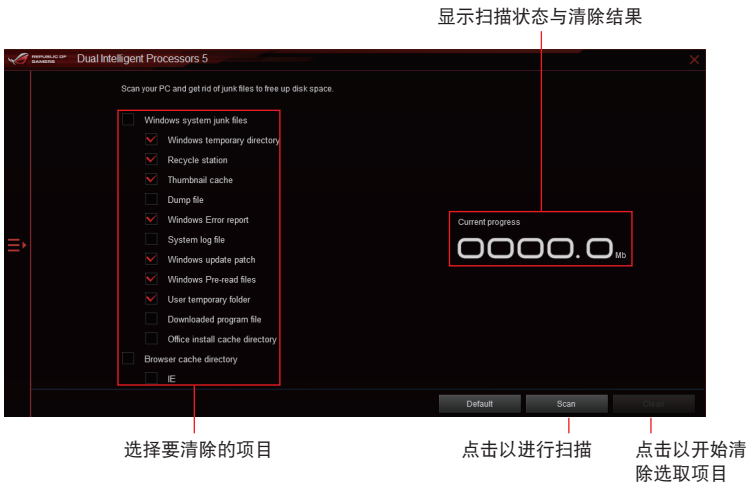 显示扫描状态与清除结果
REPUBLIC OF
GAMERS
Dual Intelligent Processors 5
Scan your PC and get rid of junk files to free up disk space.
Windows system junk files
Windows temporary directory
Recycle station
Thumbnail cache
Dump file
Windows Error report
System log file
Windows update patch
Windows Pre-read files
User temporary folder
Downloaded program file
Office install cache directory
Browser cache directory
IE
Current progress
0000.0 Mb
Default
Scan
Clean
选择要清除的项目
点击以进行扫描
点击以开始清
除选取项目